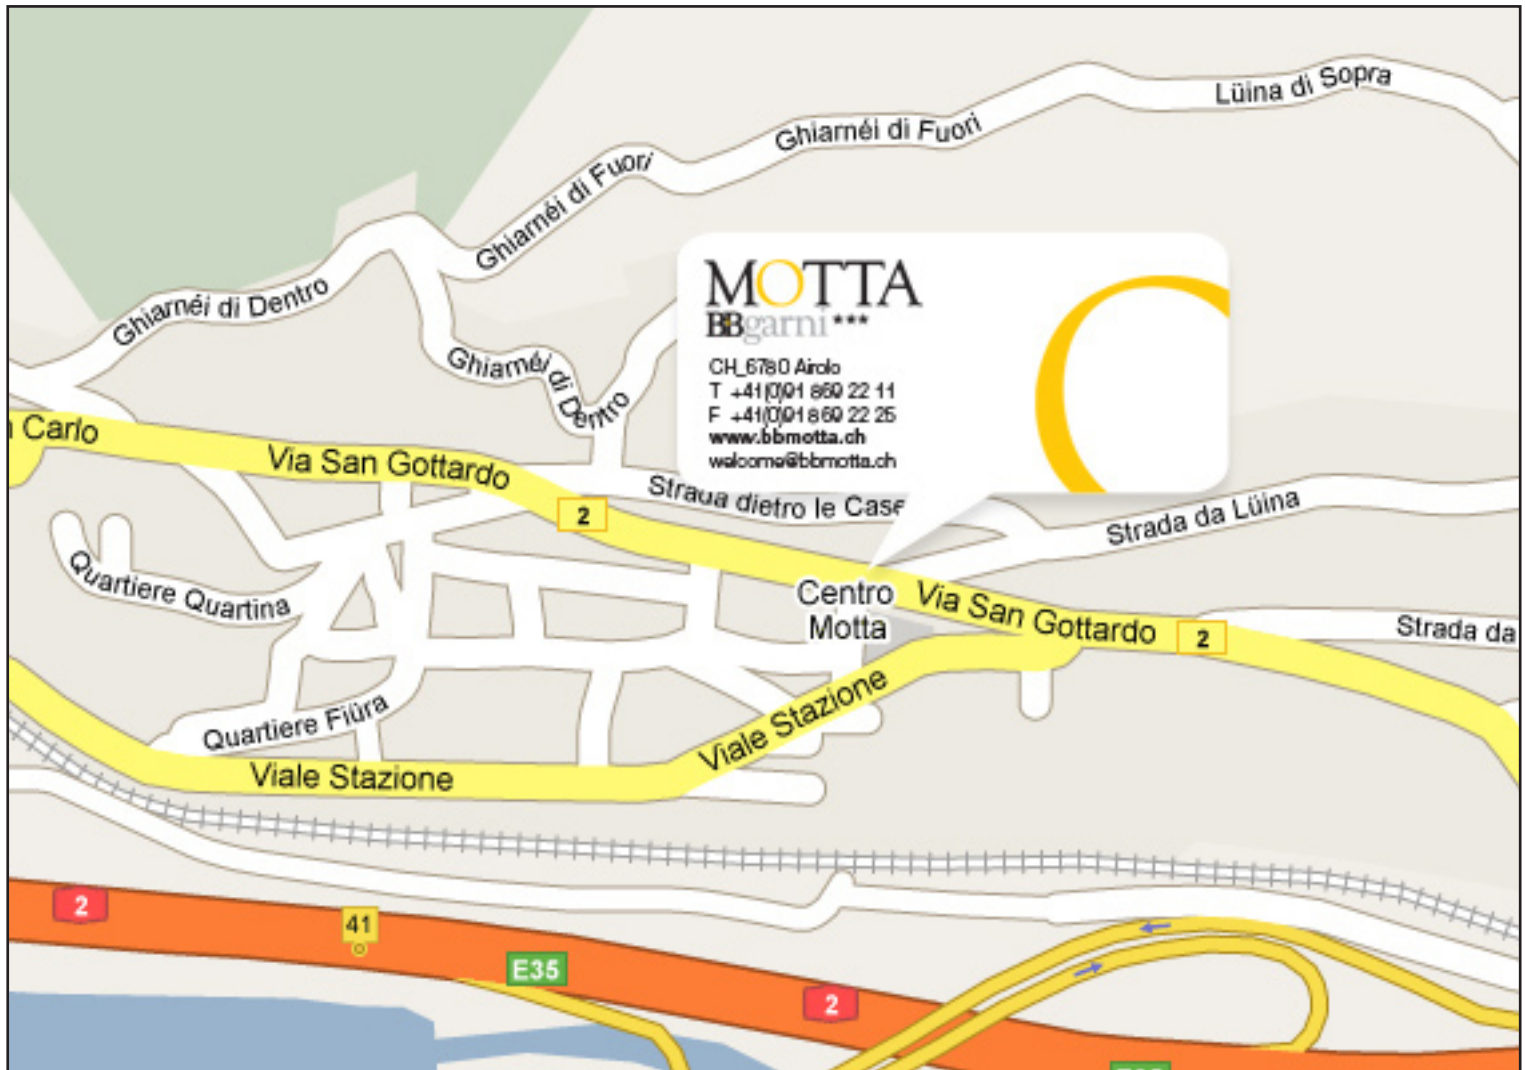 Lüina di Sopra
Ghiarnéi di Fuori
Ghiarnéi di Fuori
Ghiarnéi di Dentro
Ghiarnéi di Dentro
MOTTA
BBgarni ***
CH_6780 Airolo
T +41(0)91 869 22 11
F +41(0)91 869 22 25
www.bbmotta.ch
welcome@bbmotta.ch
n Carlo
Via San Gottardo
2
Strada dietro le Case
Strada da Lüina
Quartiere Quartina
Centro
Motta
Via San Gottardo
2
Strada da
Quartiere Fiüra
Viale Stazione
Viale Stazione
2
41
E35
2